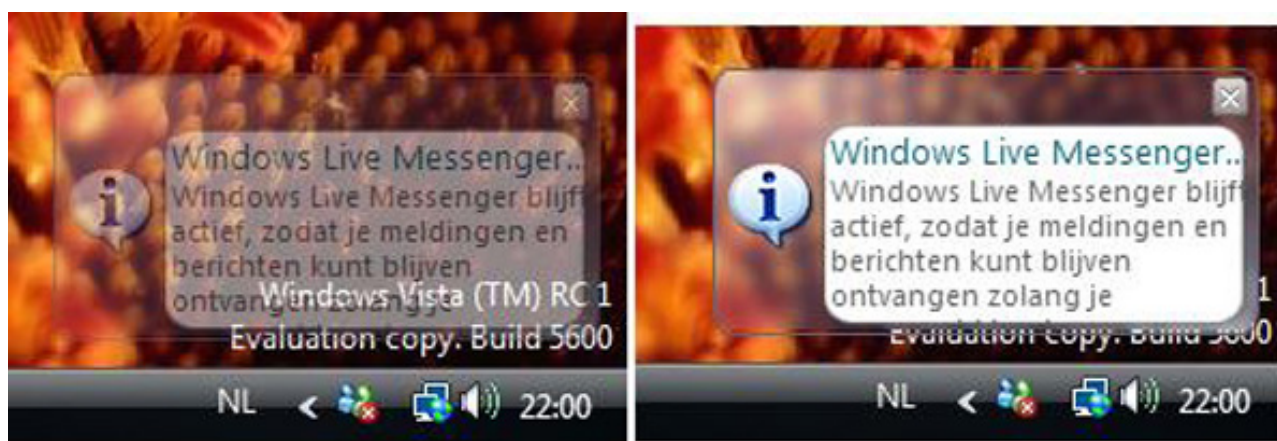 Windows Live Messenger..
Windows Live Messenger blijft
actief, zodat je meldingen en
berichten kunt blijven
ontvangen zolang je
Windows Vista (TM) RC 1
Evaluation copy. Build 5600
NL < 22:00
Windows Live Messenger..
Windows Live Messenger blijft
actief, zodat je meldingen en
berichten kunt blijven
ontvangen zolang je
1
Evaluation copy. Build 5600
NL < 22:00